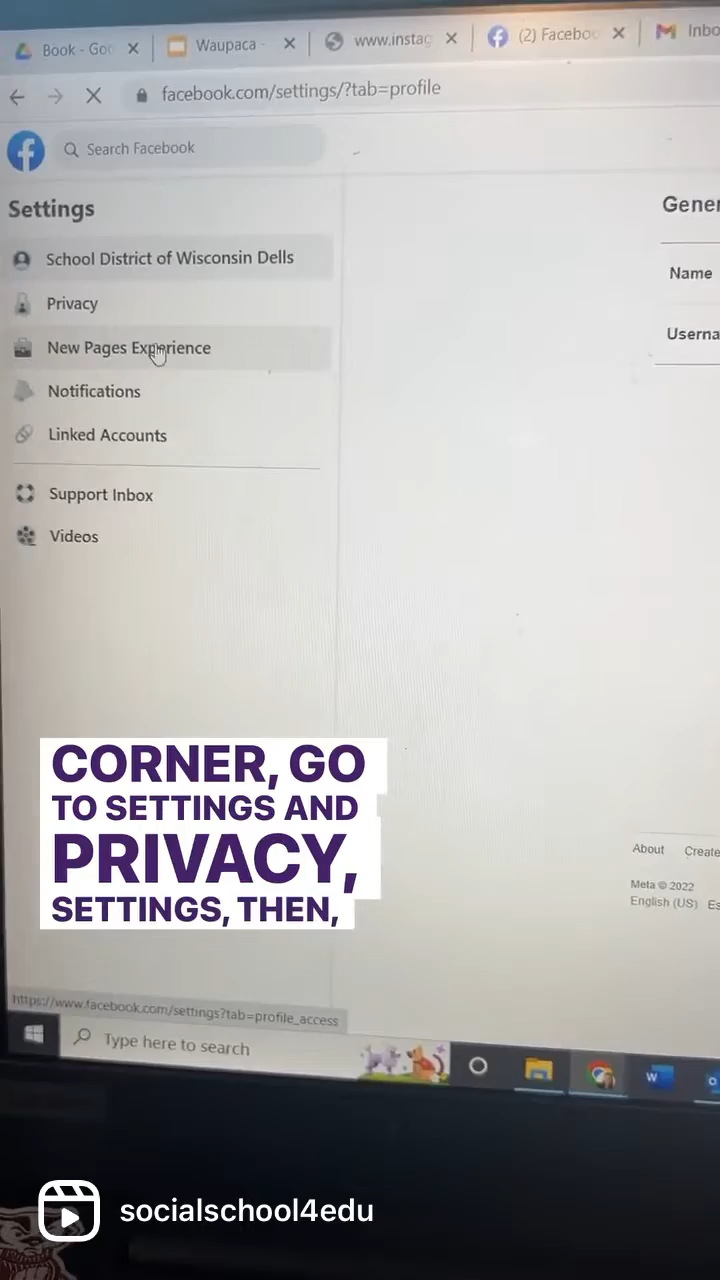 Book - Goo
Waupaca -
www.instag
(2) Faceboo
Inbo
facebook.com/settings/?tab=profile
Search Facebook
Settings
School District of Wisconsin Dells
Privacy
New Pages Experience
Notifications
Linked Accounts
Support Inbox
Videos
Gener
Name
Userna
CORNER, GO
TO SETTINGS AND
PRIVACY,
SETTINGS, THEN,
About Create
Meta © 2022
English (US) Es
https://www.facebook.com/settings?tab=profile_access
Type here to search
socialschool4edu